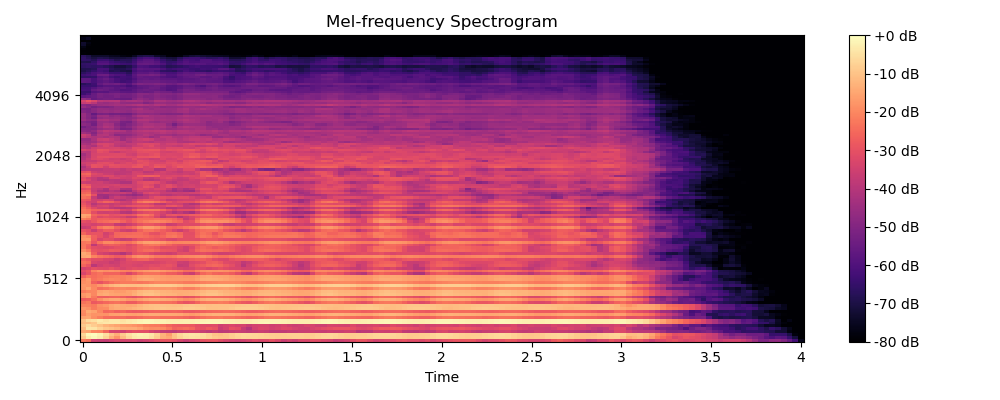 Mel-frequency Spectrogram
Hz
4096
2048
1024
512
0
0
0.5
1
1.5
2
2.5
3
3.5
4
Time
+0 dB
-10 dB
-20 dB
-30 dB
-40 dB
-50 dB
-60 dB
-70 dB
-80 dB